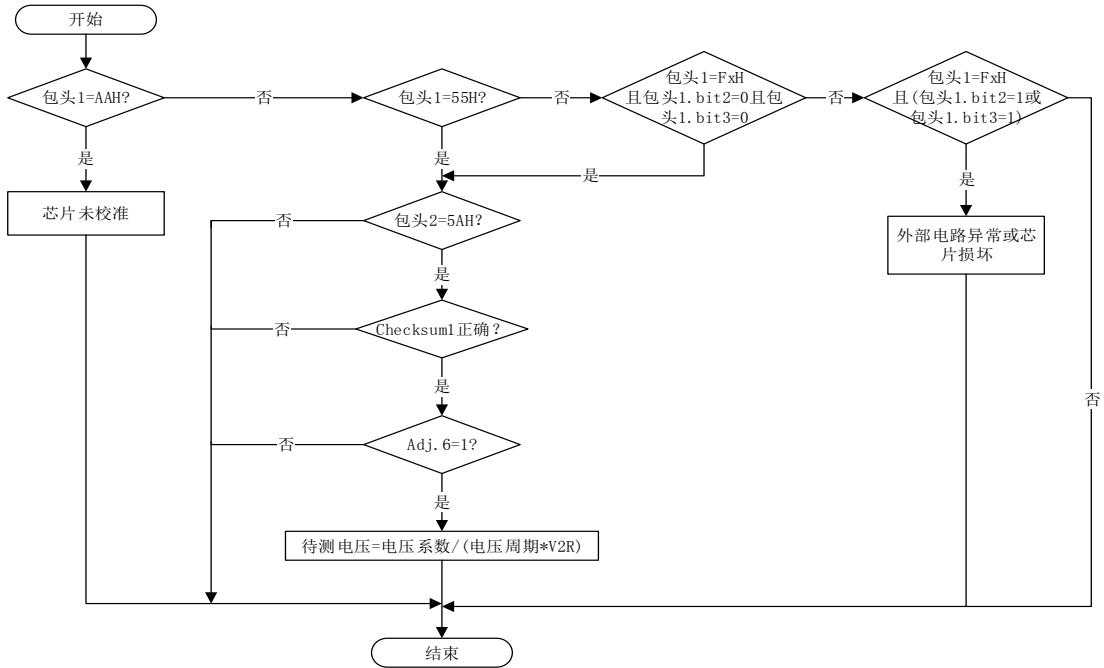 开始
包头1=AAH?
否
包头1=55H?
否
包头1=FxH
且包头1.bit2=0且包
头1.bit3=0
否
包头1=FxH
且(包头1.bit2=1或
包头1.bit3=1)
是
是
是
是
芯片未校准
否
包头2=5AH?
外部电路异常或芯
片损坏
是
否
Checksum1正确?
是
否
否
Adj.6=1?
是
待测电压=电压系数/(电压周期*V2R)
结束